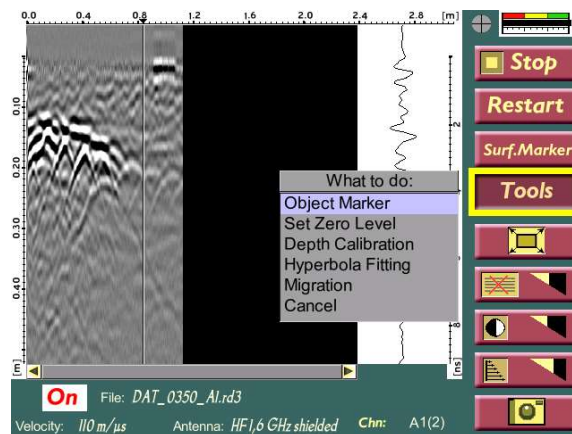 0.0 0.4 0.8 1.2 1.6 2.0 2.4 2.8 [m]
0.10
0.20
0.30
0.40
[m]
2
8
[ns]
What to do:
Object Marker
Set Zero Level
Depth Calibration
Hyperbola Fitting
Migration
Cancel
Stop
Restart
Surf.Marker
Tools
On File: DAT_0350_A1.rd3
Velocity: 110 m/µs Antenna: HF1,6 GHz shielded Chn: A1(2)